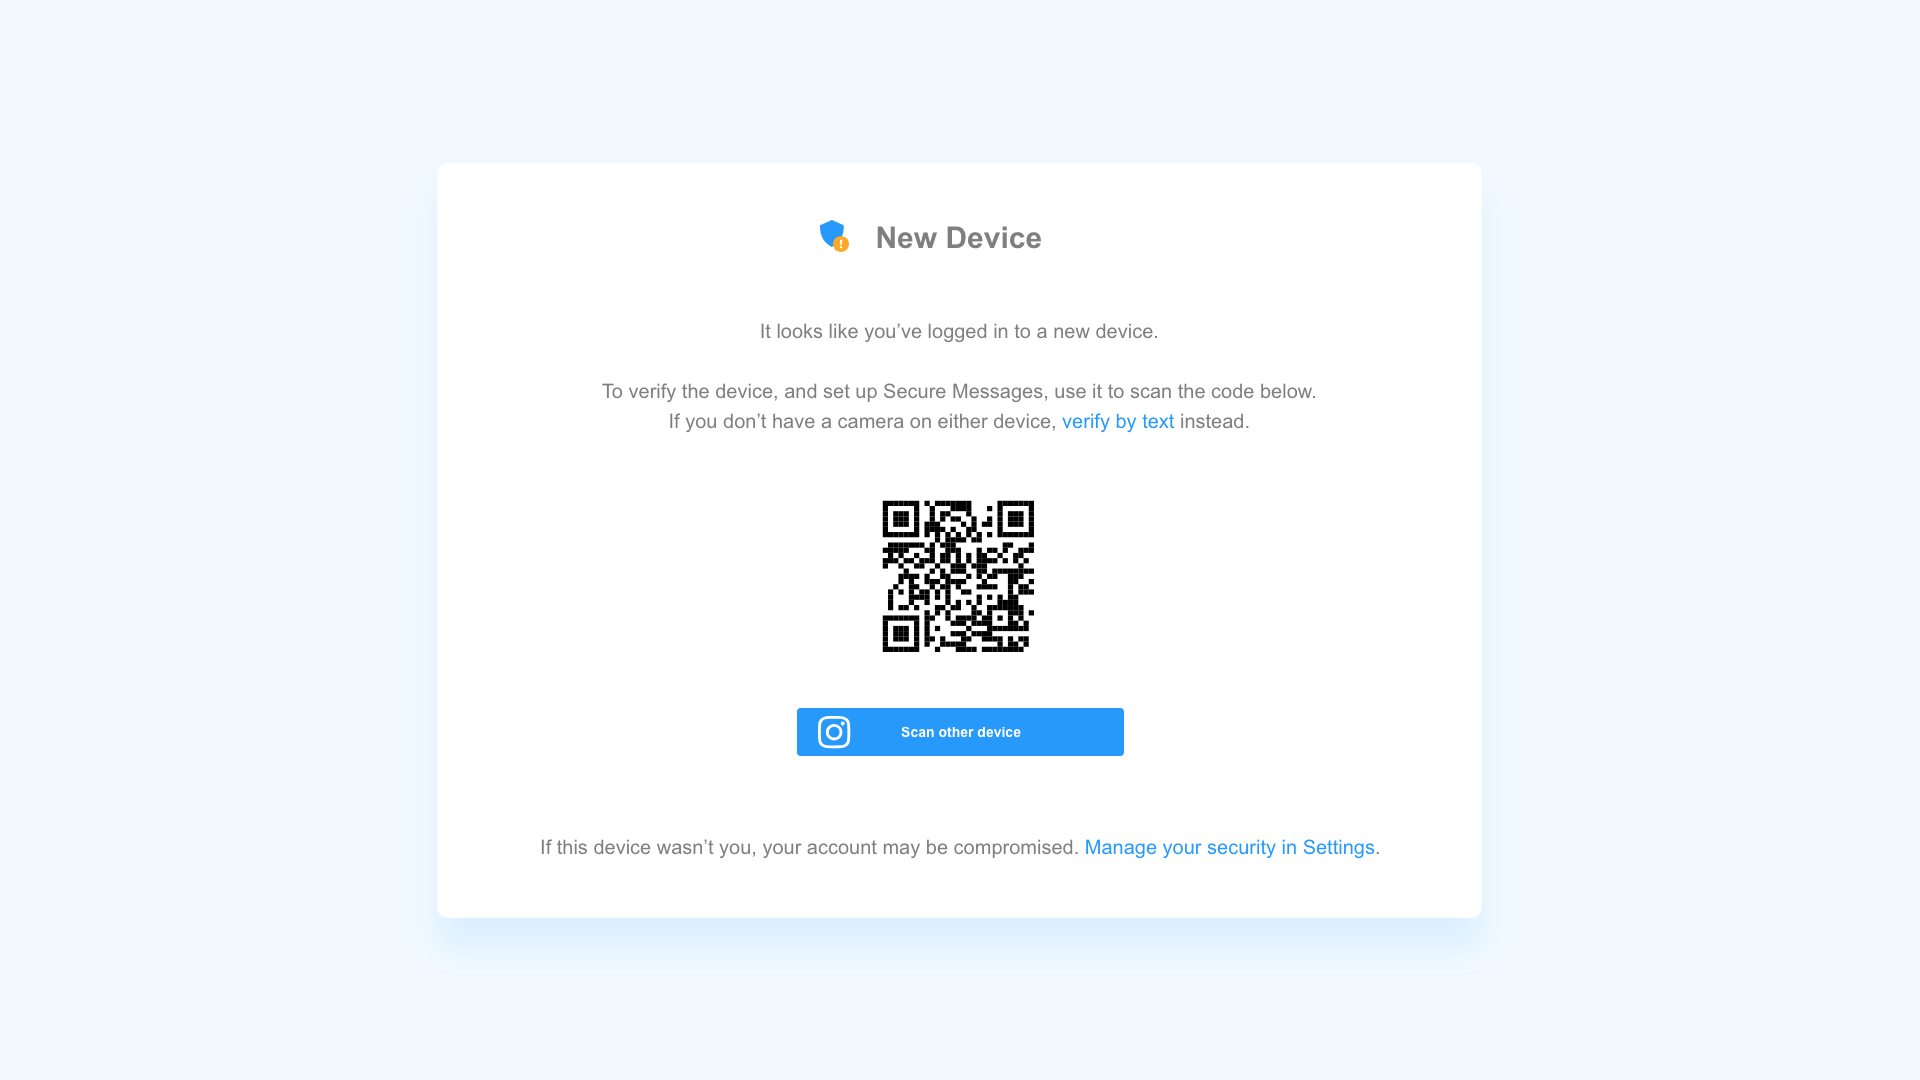 New Device
It looks like you’ve logged in to a new device.
To verify the device, and set up Secure Messages, use it to scan the code below.
If you don’t have a camera on either device, verify by text instead.
Scan other device
If this device wasn’t you, your account may be compromised. Manage your security in Settings.